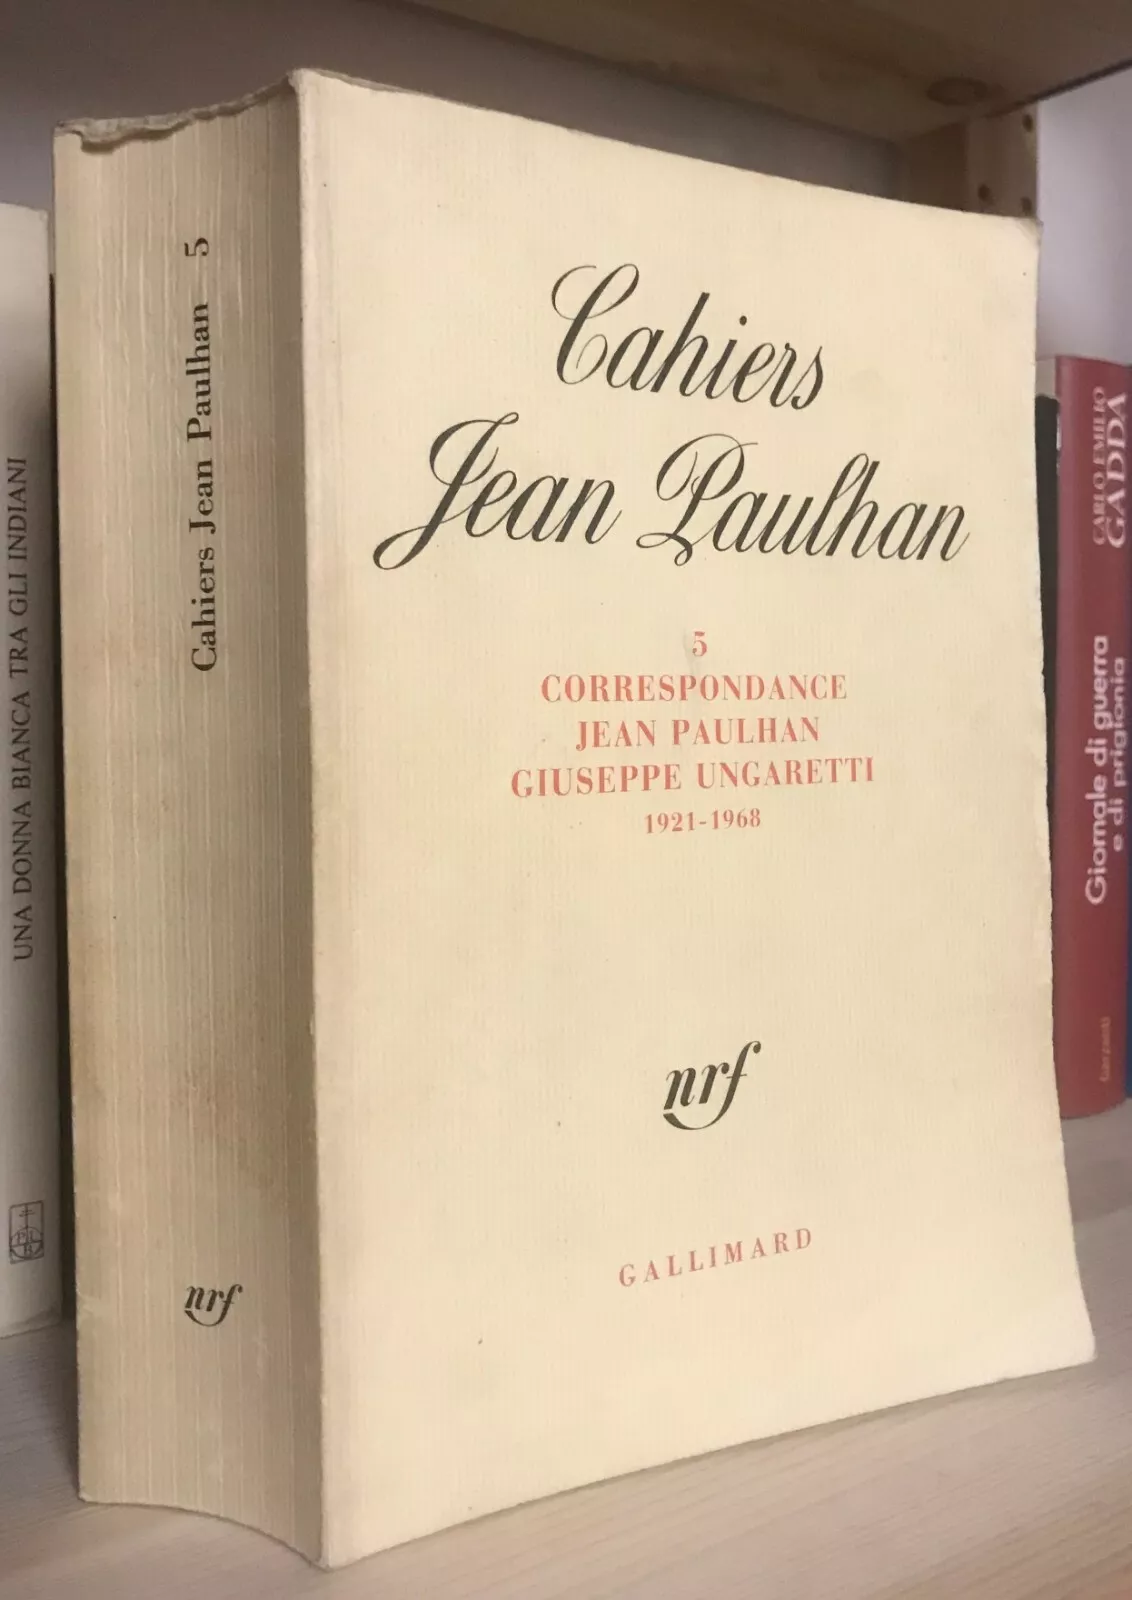 Cahiers
Jean Paulhan
5
CORRESPONDANCE
JEAN PAULHAN
GIUSEPPE UNGARETTI
1921-1968
nrf
GALLIMARD
Cahiers Jean Paulhan 5
nrf
UNA DONNA BIANCA TRA GLI INDIANI
CARLO EMILIO
GADDA
Giornale di guerra
e di prigionia
Garzanti